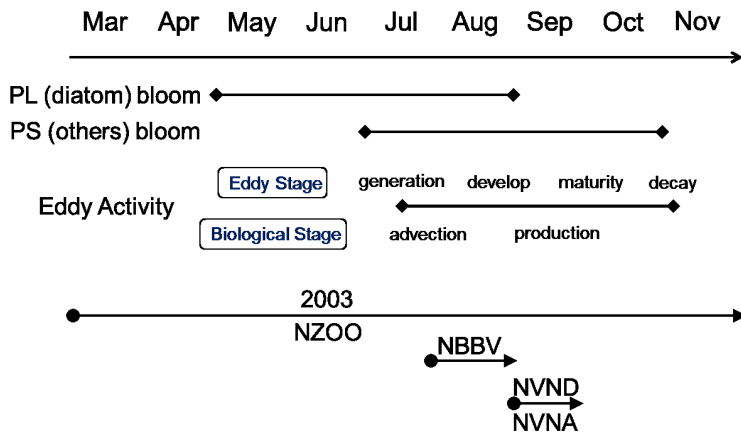 Mar Apr May Jun Jul Aug Sep Oct Nov
PL (diatom) bloom
PS (others) bloom
Eddy Stage generation develop maturity decay
Eddy Activity
Biological Stage advection production
2003
NZOO
NBBV
NVND
NVNA